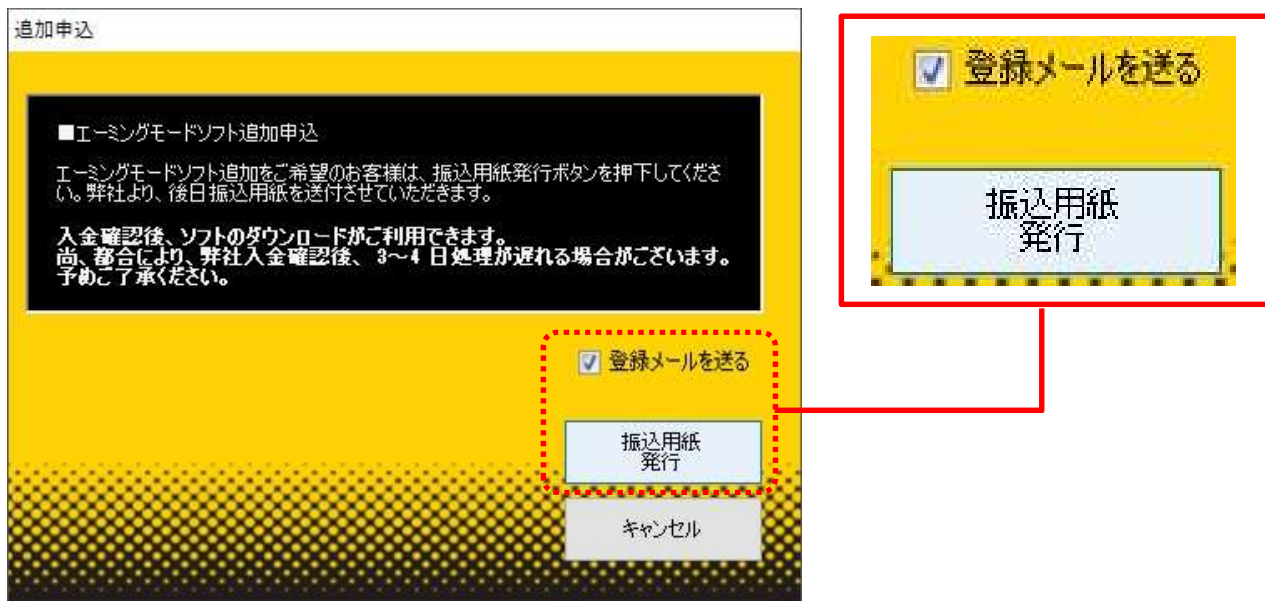 追加申込
■エーミングモードソフト追加申込
エーミングモードソフト追加をご希望のお客様は、振込用紙発行ボタンを押下してくださ
い。弊社より、後日振込用紙を送付させていただきます。
入金確認後、ソフトのダウンロードがご利用できます。
尚、都合により、弊社入金確認後、3～4 日処理が遅れる場合がございます。
予めご了承ください。
登録メールを送る
振込用紙
発行
キャンセル
登録メールを送る
振込用紙
発行